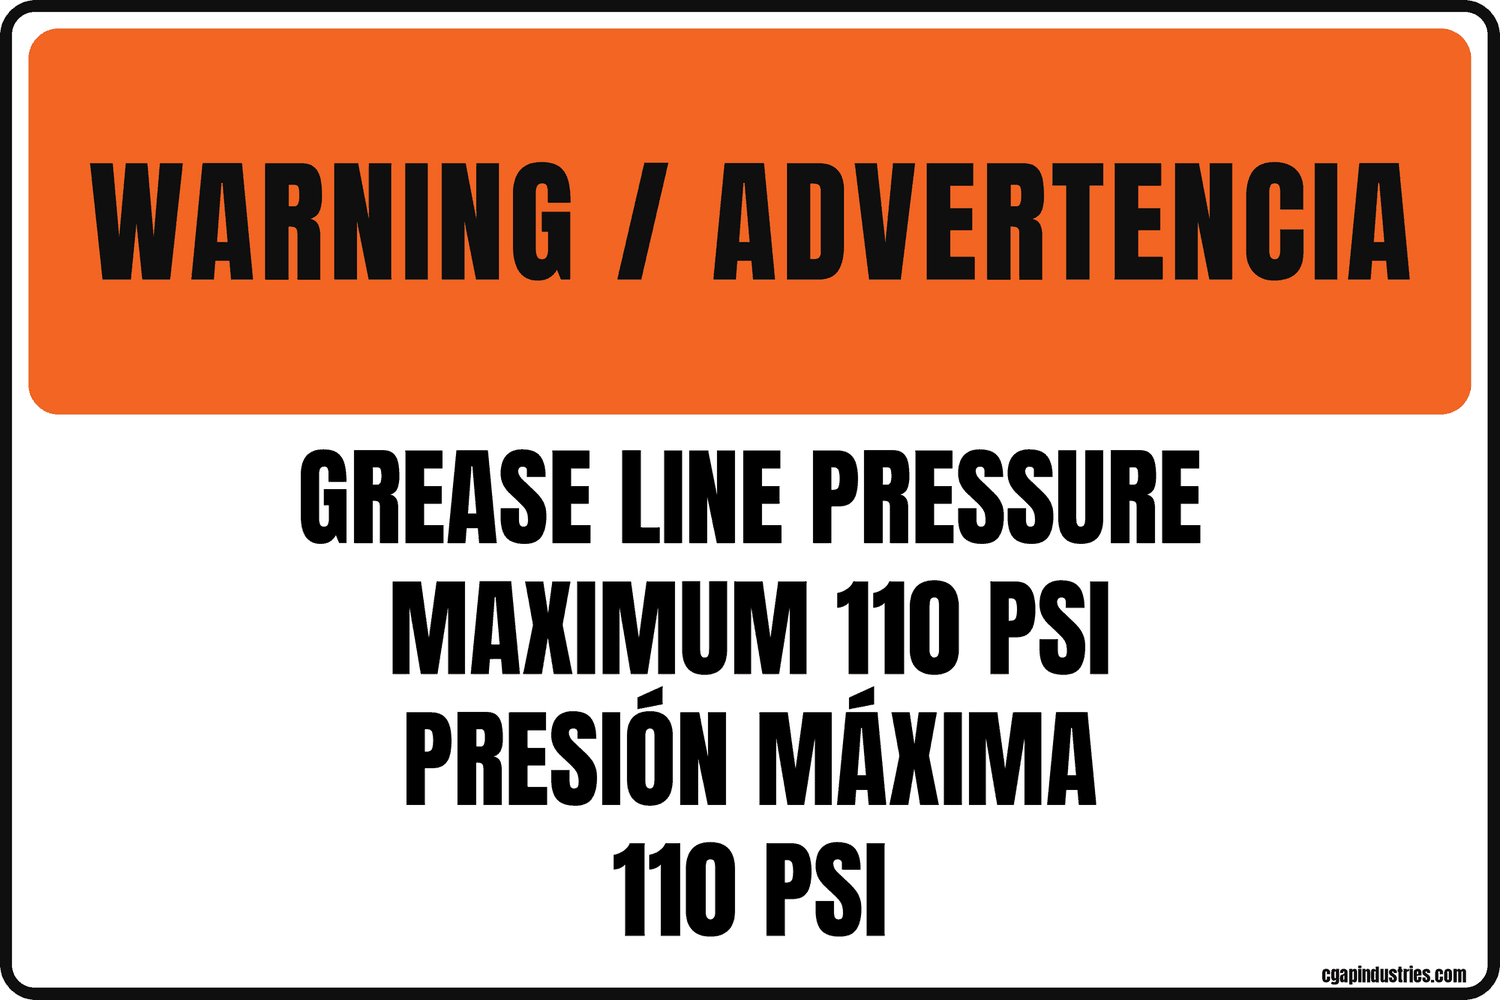 WARNING / ADVERTENCIA
GREASE LINE PRESSURE
MAXIMUM 110 PSI
PRESIÓN MÁXIMA
110 PSI
cgapindustries.com